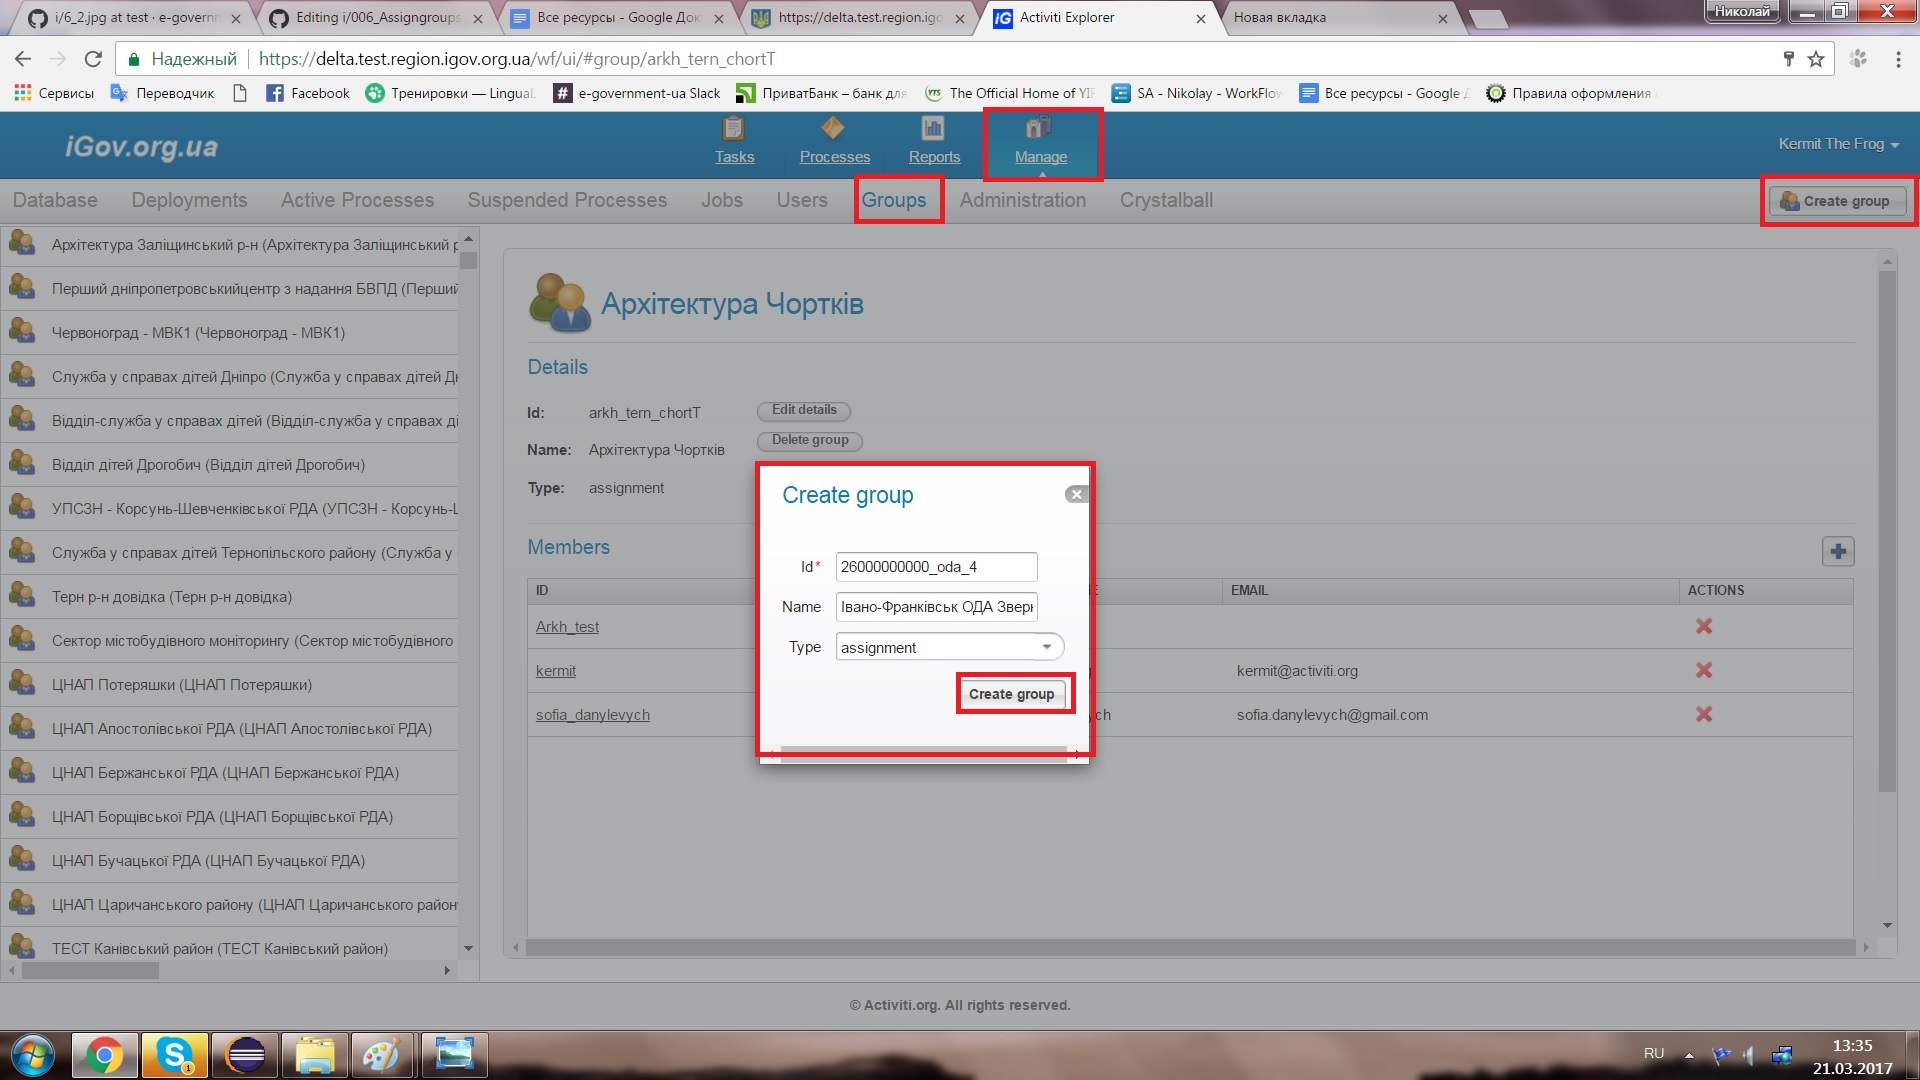 i/6_2.jpg at test · e-governm
Editing i/006_Assigngroups
Все ресурсы - Google Док
https://delta.test.region.igo
Activiti Explorer
Новая вкладка
Николай
Надежный
https://delta.test.region.igov.org.ua/wf/ui/#group/arkh_tern_chortT
Сервисы
Переводчик
Facebook
Тренировки — Lingual
e-government-ua Slack
ПриватБанк – банк для
The Official Home of YIF
SA - Nikolay - WorkFlow
Все ресурсы - Google Д
Правила оформления
iGov.org.ua
Tasks
Processes
Reports
Manage
Kermit The Frog
Database
Deployments
Active Processes
Suspended Processes
Jobs
Users
Groups
Administration
Crystalball
Create group
Архітектура Заліщинський р-н (Архітектура Заліщинський р
Перший дніпропетровськийцентр з надання БВПД (Перший
Червоноград - МВК1 (Червоноград - МВК1)
Служба у справах дітей Дніпро (Служба у справах дітей Дн
Відділ-служба у справах дітей (Відділ-служба у справах ді
Відділ дітей Дрогобич (Відділ дітей Дрогобич)
УПСЗН - Корсунь-Шевченківської РДА (УПСЗН - Корсунь-Ш
Служба у справах дітей Тернопільского району (Служба у
Терн р-н довідка (Терн р-н довідка)
Сектор містобудівного моніторингу (Сектор містобудівного
ЦНАП Потеряшки (ЦНАП Потеряшки)
ЦНАП Апостолівської РДА (ЦНАП Апостолівської РДА)
ЦНАП Бержанської РДА (ЦНАП Бержанської РДА)
ЦНАП Борщівської РДА (ЦНАП Борщівської РДА)
ЦНАП Бучацької РДА (ЦНАП Бучацької РДА)
ЦНАП Царичанського району (ЦНАП Царичанського район
ТЕСТ Канівський район (ТЕСТ Канівський район)
Архітектура Чортків
Details
Id: arkh_tern_chortT
Edit details
Name: Архітектура Чортків
Delete group
Type: assignment
Members
ID
EMAIL
ACTIONS
Arkh_test
kermit
kermit@activiti.org
sofia_danylevych
ch
sofia.danylevych@gmail.com
Create group
Id* 26000000000_oda_4
Name Івано-Франківськ ОДА Зверн
Type assignment
Create group
© Activiti.org. All rights reserved.
1
RU
13:35
21.03.2017